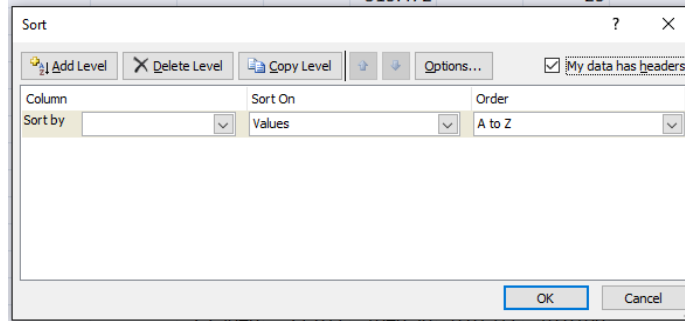 Sort ?
Add Level Delete Level Copy Level Options... My data has headers
Column Sort On Order
Sort by Values A to Z
OK Cancel